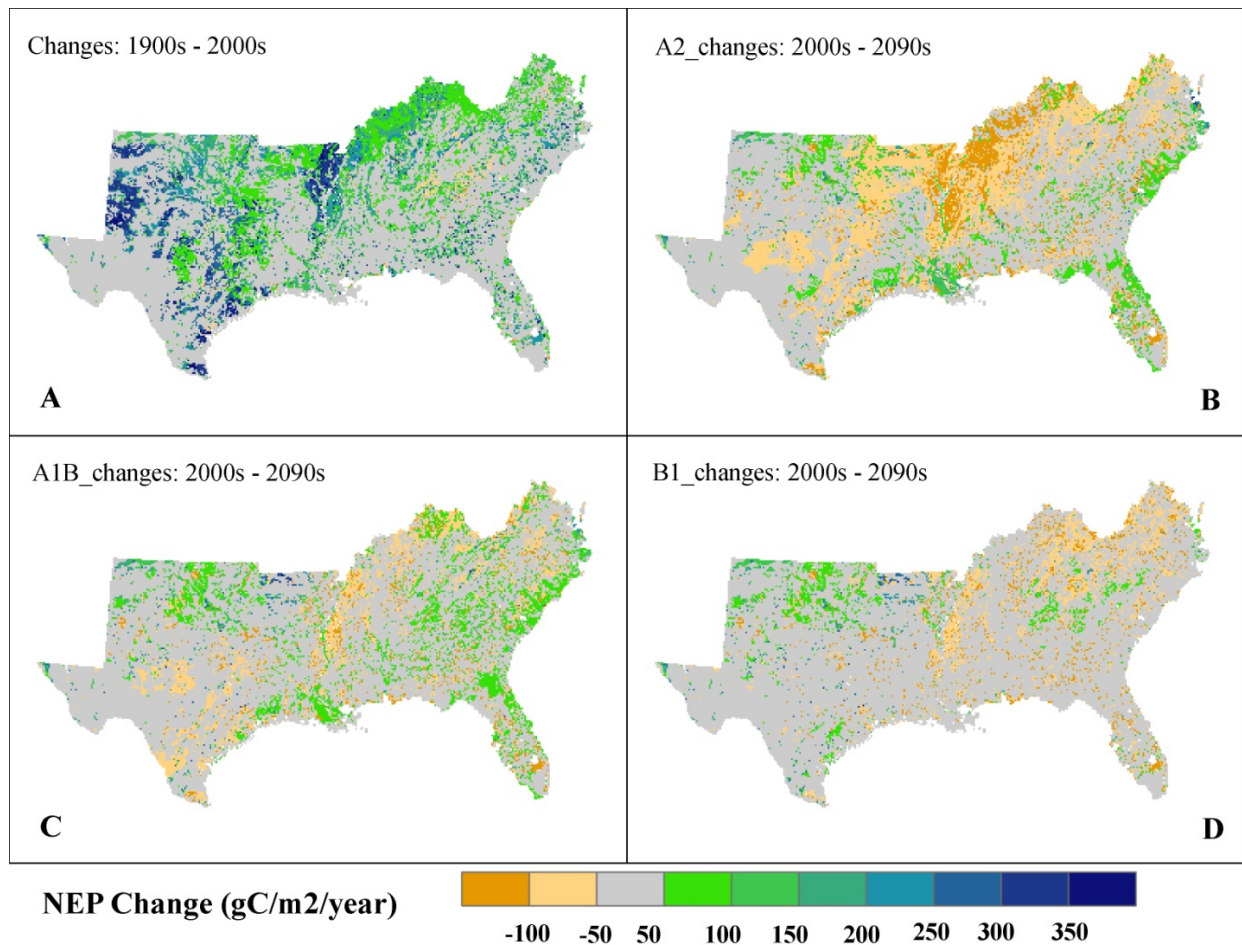 Changes: 1900s - 2000s
A
A2_changes: 2000s - 2090s
B
A1B_changes: 2000s - 2090s
C
B1_changes: 2000s - 2090s
D
NEP Change (gC/m2/year)
-100 -50 50 100 150 200 250 300 350